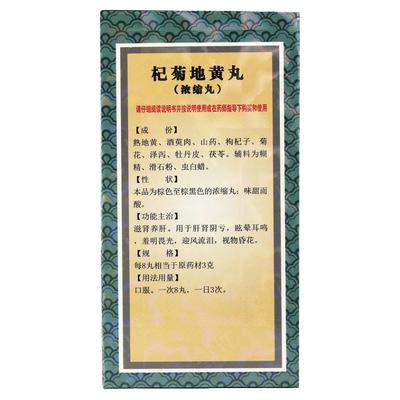 杞菊地黄丸
(浓缩丸)
请仔细阅读说明书并按说明使用或在药师指导下购买和使用
【成　份】
熟地黄、酒萸肉、山药、枸杞子、菊
花、泽泻、牡丹皮、茯苓。辅料为糊
精、滑石粉、虫白蜡。
【性　状】
本品为棕色至棕黑色的浓缩丸；味甜而
酸。
【功能主治】
滋肾养肝。用于肝肾阴亏，眩晕耳鸣
，羞明畏光，迎风流泪，视物昏花。
【规　格】
每8丸相当于原药材3克
【用法用量】
口服。一次8丸，一日3次。